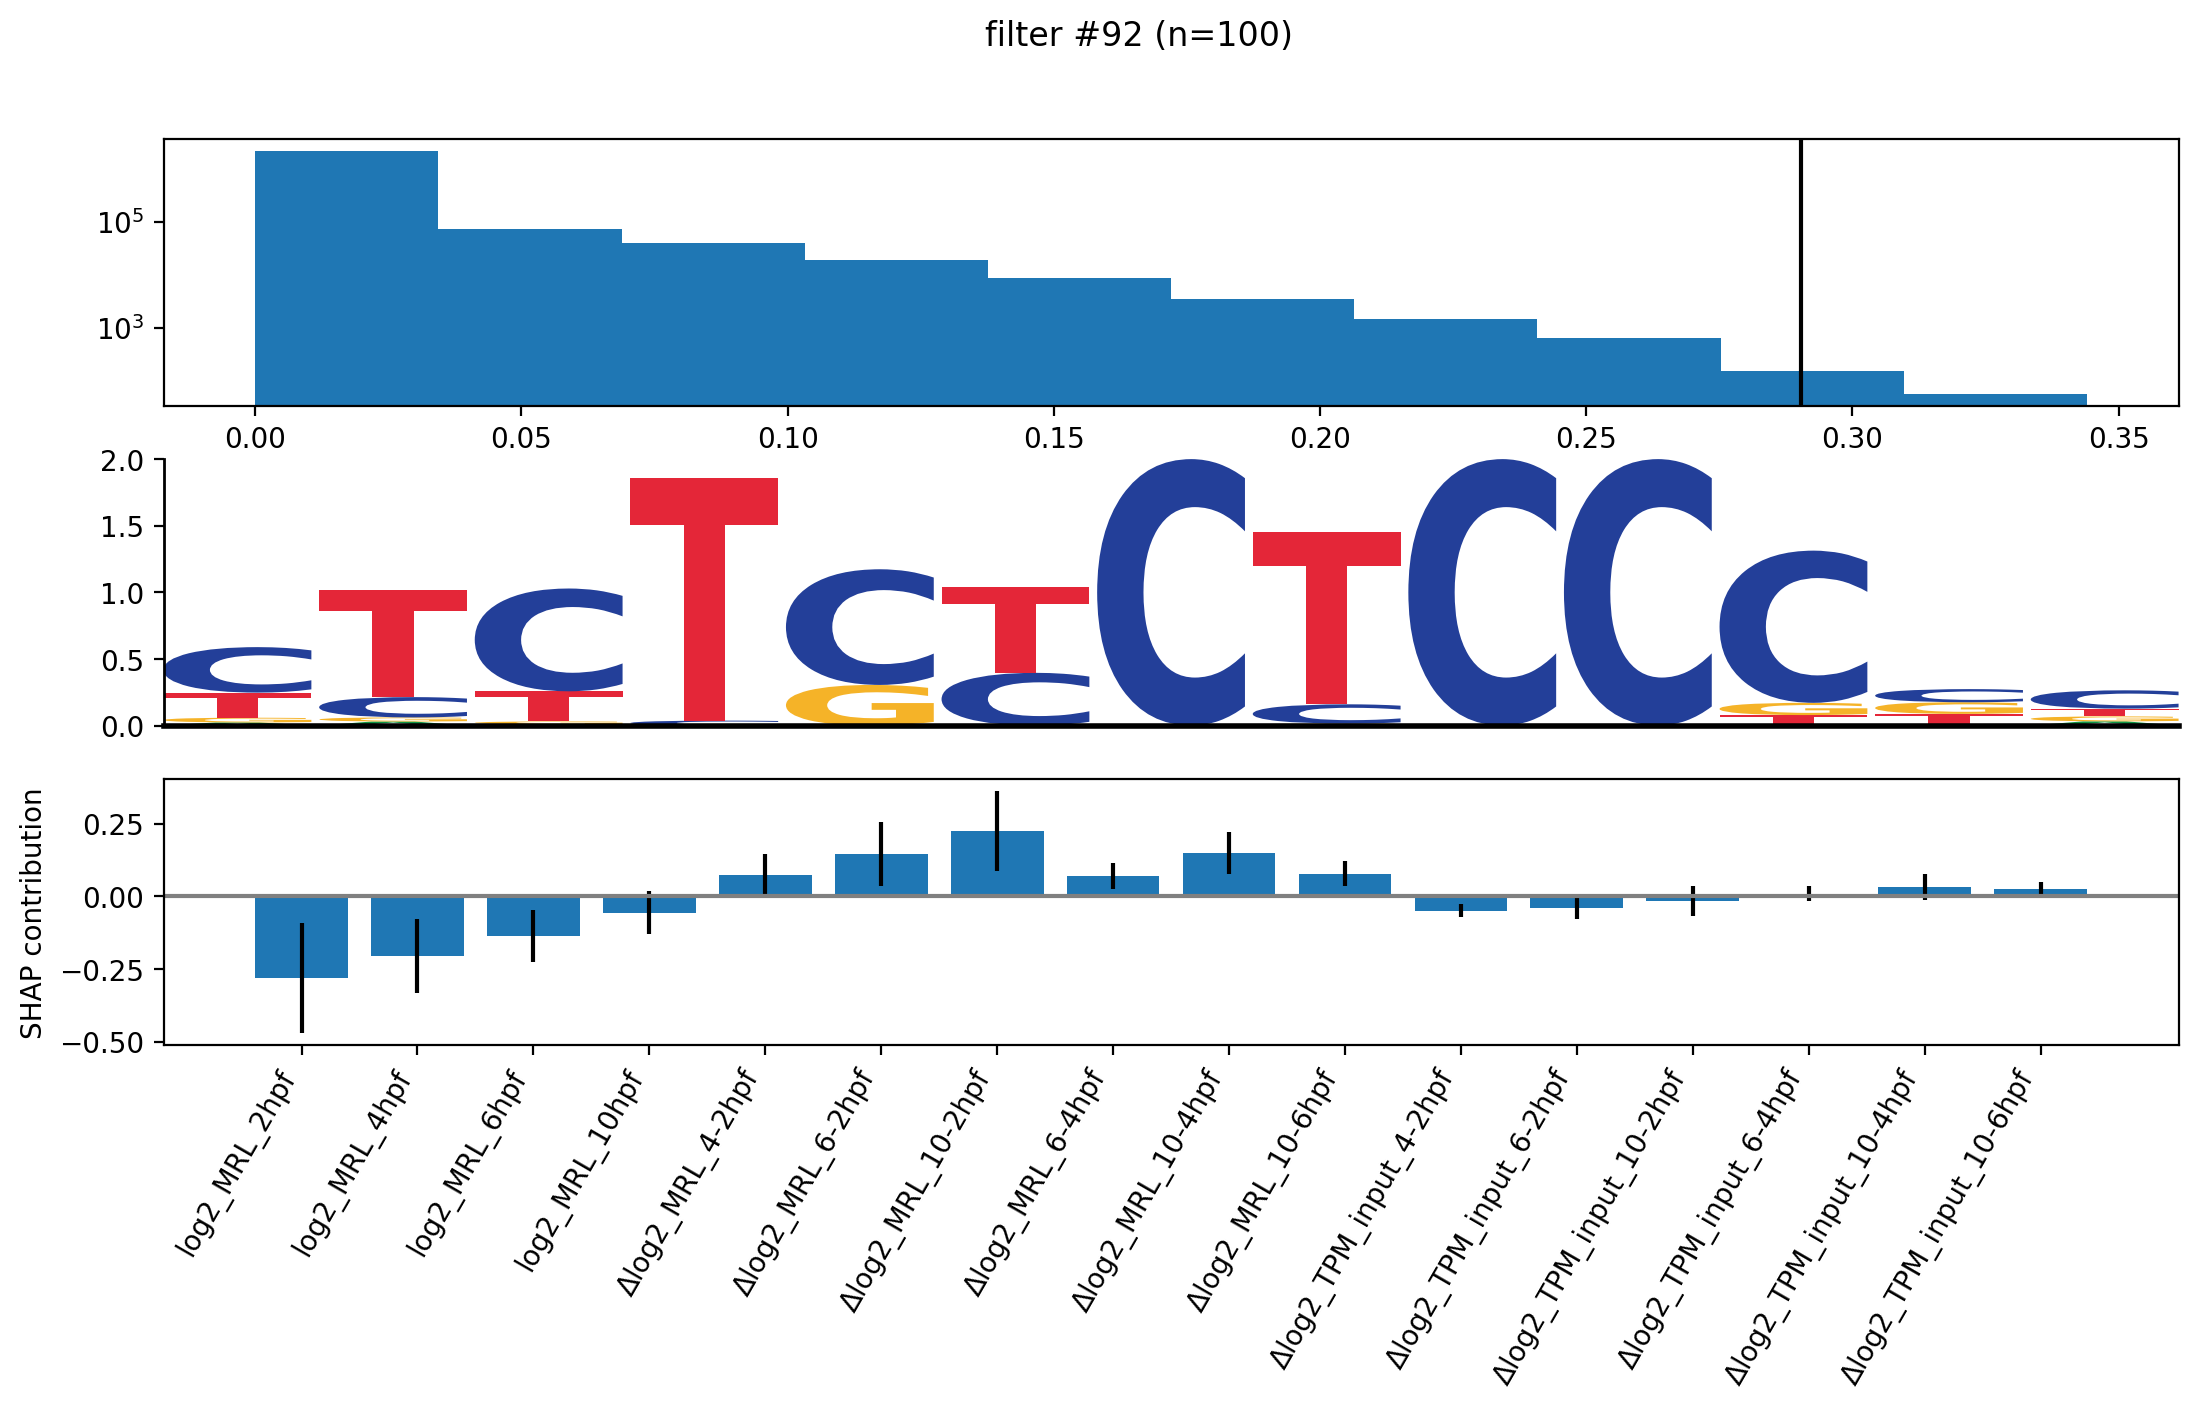 filter #92 (n=100)
10⁵
10³
0.00 0.05 0.10 0.15 0.20 0.25 0.30 0.35
2.0
1.5
1.0
0.5
0.0
C T C T C T C T C C C C C
T C T G C C G G T
G G T T G
SHAP contribution
0.25
0.00
−0.25
−0.50
log2_MRL_2hpf
log2_MRL_4hpf
log2_MRL_6hpf
log2_MRL_10hpf
Δlog2_MRL_4-2hpf
Δlog2_MRL_6-2hpf
Δlog2_MRL_10-2hpf
Δlog2_MRL_6-4hpf
Δlog2_MRL_10-4hpf
Δlog2_MRL_10-6hpf
Δlog2_TPM_input_4-2hpf
Δlog2_TPM_input_6-2hpf
Δlog2_TPM_input_10-2hpf
Δlog2_TPM_input_6-4hpf
Δlog2_TPM_input_10-4hpf
Δlog2_TPM_input_10-6hpf